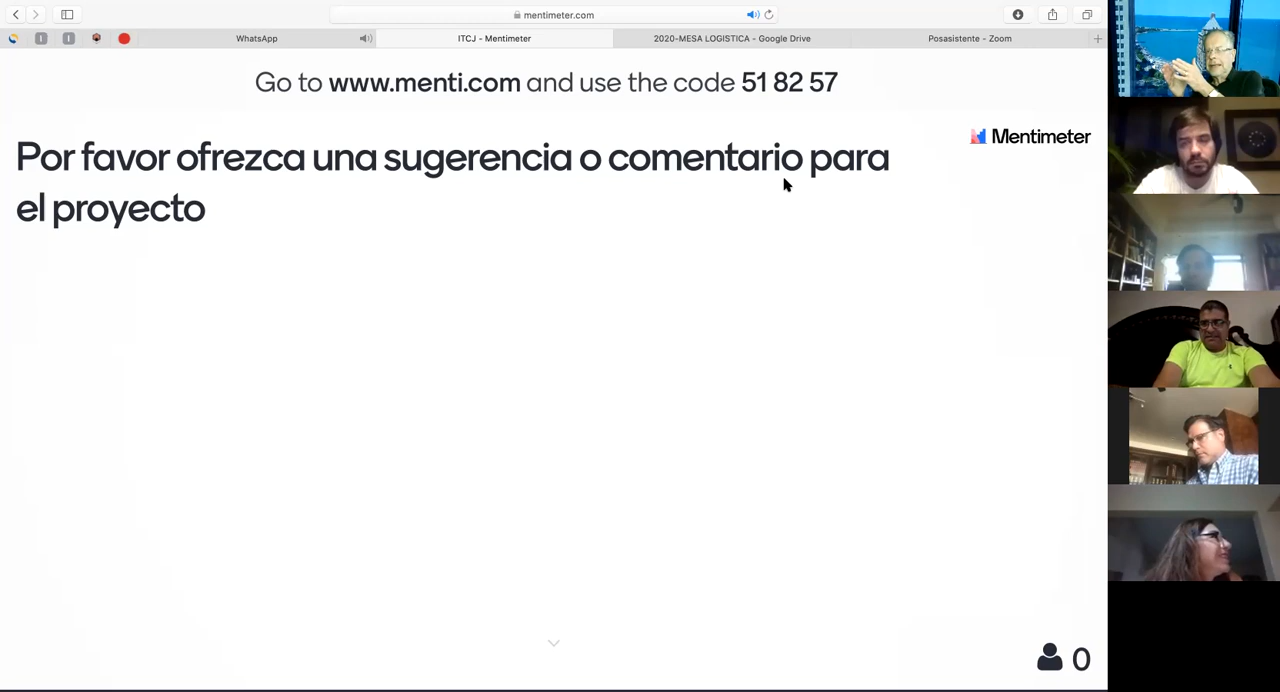 mentimeter.com
WhatsApp
ITCJ - Mentimeter
2020-MESA LOGISTICA - Google Drive
Posasistente - Zoom
Go to www.menti.com and use the code 51 82 57
Mentimeter
Por favor ofrezca una sugerencia o comentario para
el proyecto
0